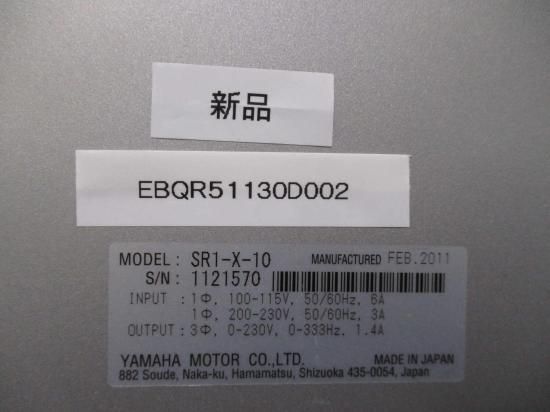 新品
EBQR51130D002
MODEL : SR1-X-10 MANUFACTURED FEB.2011
S/N : 1121570
INPUT : 1Φ, 100-115V, 50/60Hz, 6A
1Φ, 200-230V, 50/60Hz, 3A
OUTPUT : 3Φ, 0-230V, 0-333Hz, 1.4A
YAMAHA MOTOR CO.,LTD. MADE IN JAPAN
882 Soude, Naka-ku, Hamamatsu, Shizuoka 435-0054, Japan